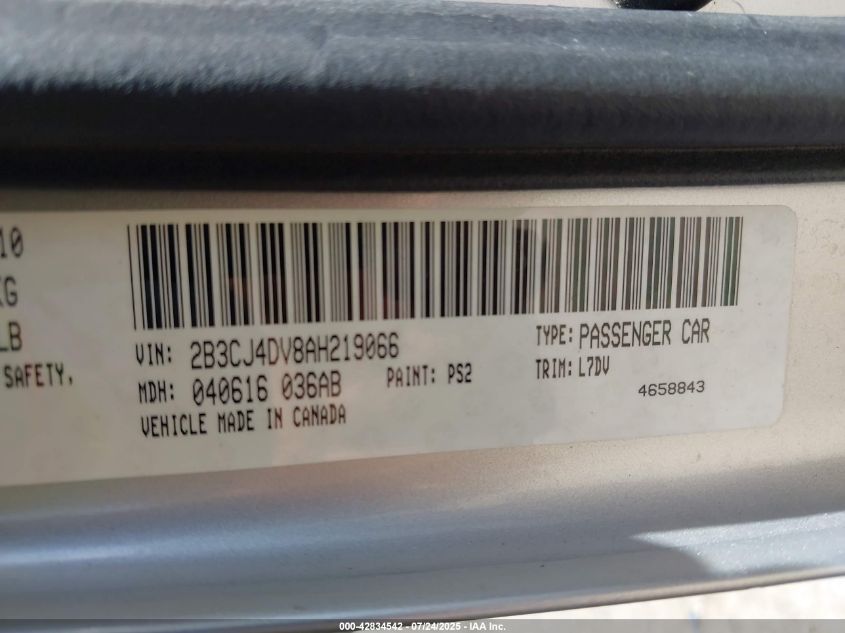 10
KG
LB
SAFETY,
VIN: 2B3CJ4DV8AH219066
TYPE: PASSENGER CAR
MDH: 040616 036AB
PAINT: PS2
TRIM: L7DV
4658843
VEHICLE MADE IN CANADA
000-42834542 - 07/24/2025 - IAA Inc.